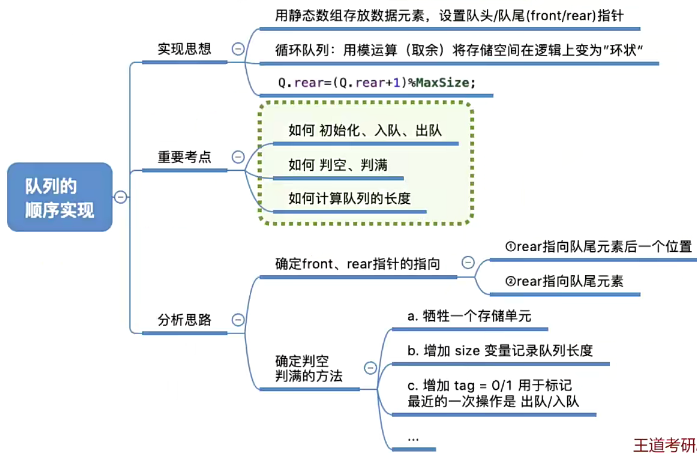 队列的
顺序实现
实现思想
用静态数组存放数据元素，设置队头/队尾(front/rear)指针
循环队列：用模运算（取余）将存储空间在逻辑上变为“环状“
Q.rear=(Q.rear+1)%MaxSize;
重要考点
如何 初始化、入队、出队
如何 判空、判满
如何计算队列的长度
分析思路
确定front、rear指针的指向
①rear指向队尾元素后一个位置
②rear指向队尾元素
确定判空
判满的方法
a. 牺牲一个存储单元
b. 增加 size 变量记录队列长度
c. 增加 tag = 0/1 用于标记
最近的一次操作是 出队/入队
...
王道考研